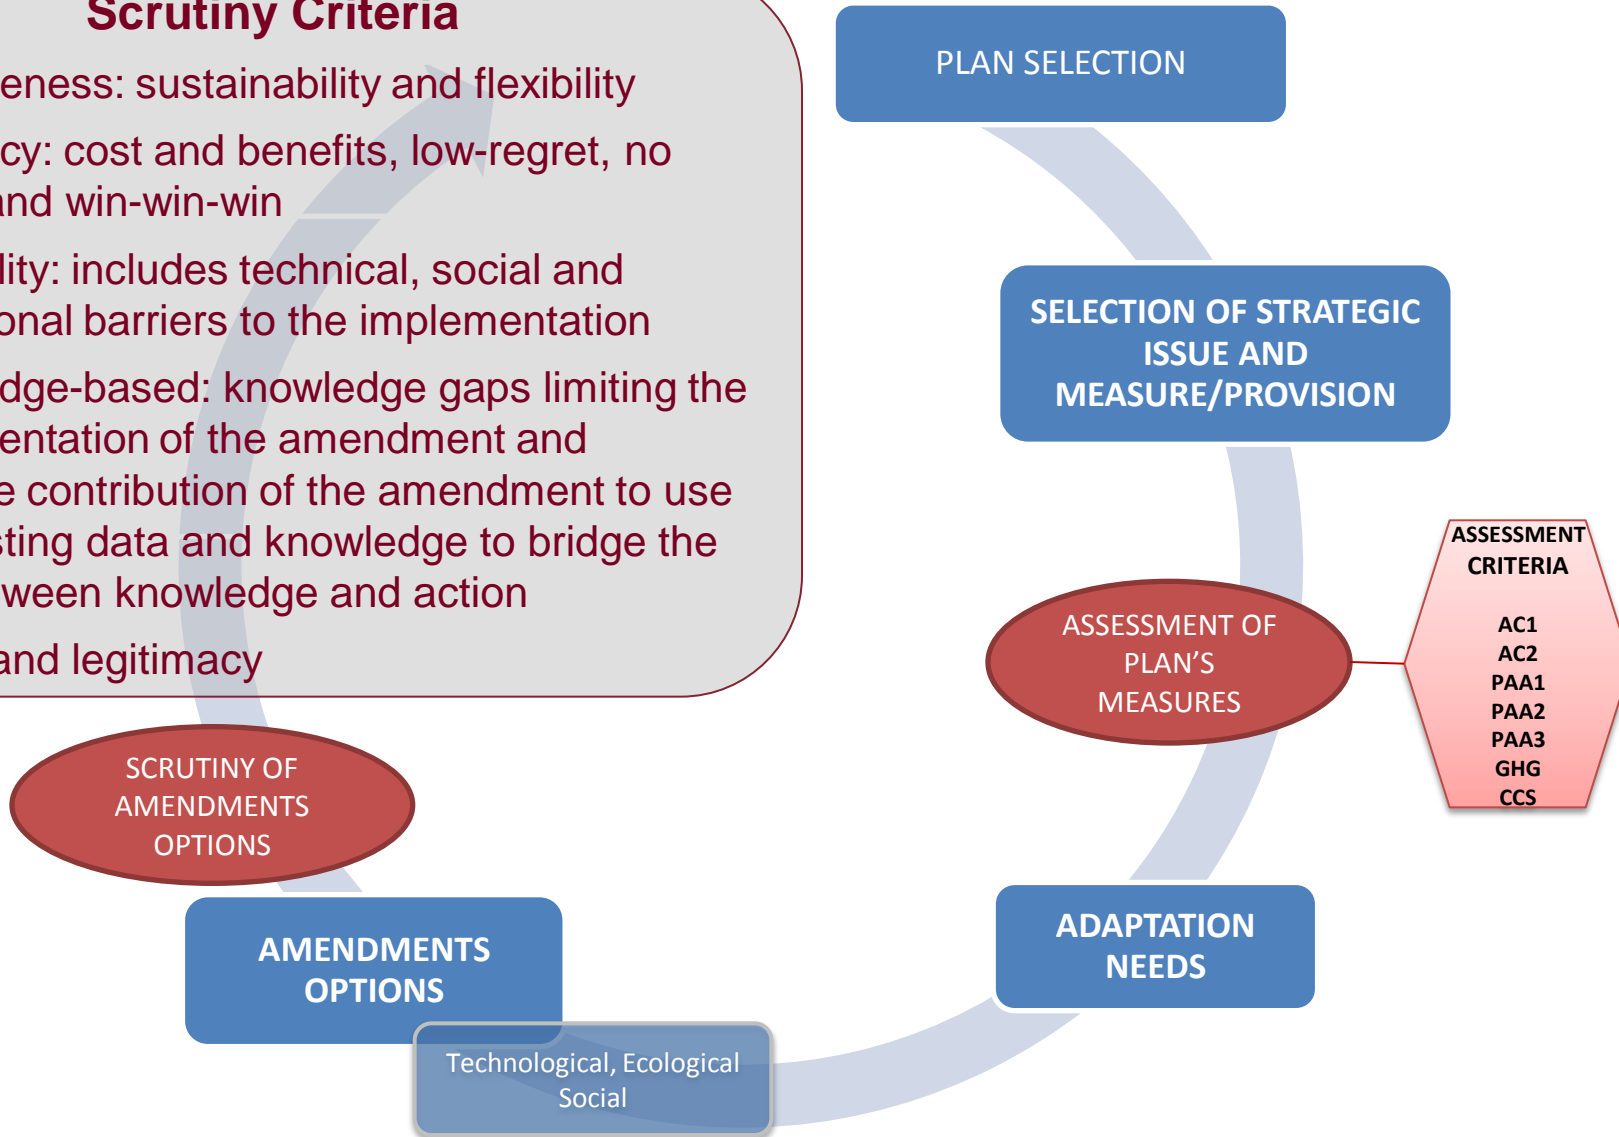 Scrutiny Criteria
eness: sustainability and flexibility
cy: cost and benefits, low-regret, no
and win-win-win
lity: includes technical, social and
onal barriers to the implementation
dge-based: knowledge gaps limiting the
entation of the amendment and
e contribution of the amendment to use
sting data and knowledge to bridge the
ween knowledge and action
and legitimacy
PLAN SELECTION
SELECTION OF STRATEGIC
ISSUE AND
MEASURE/PROVISION
ASSESSMENT OF
PLAN’S
MEASURES
ASSESSMENT
CRITERIA
AC1
AC2
PAA1
PAA2
PAA3
GHG
CCS
ADAPTATION
NEEDS
Technological, Ecological
Social
AMENDMENTS
OPTIONS
SCRUTINY OF
AMENDMENTS
OPTIONS